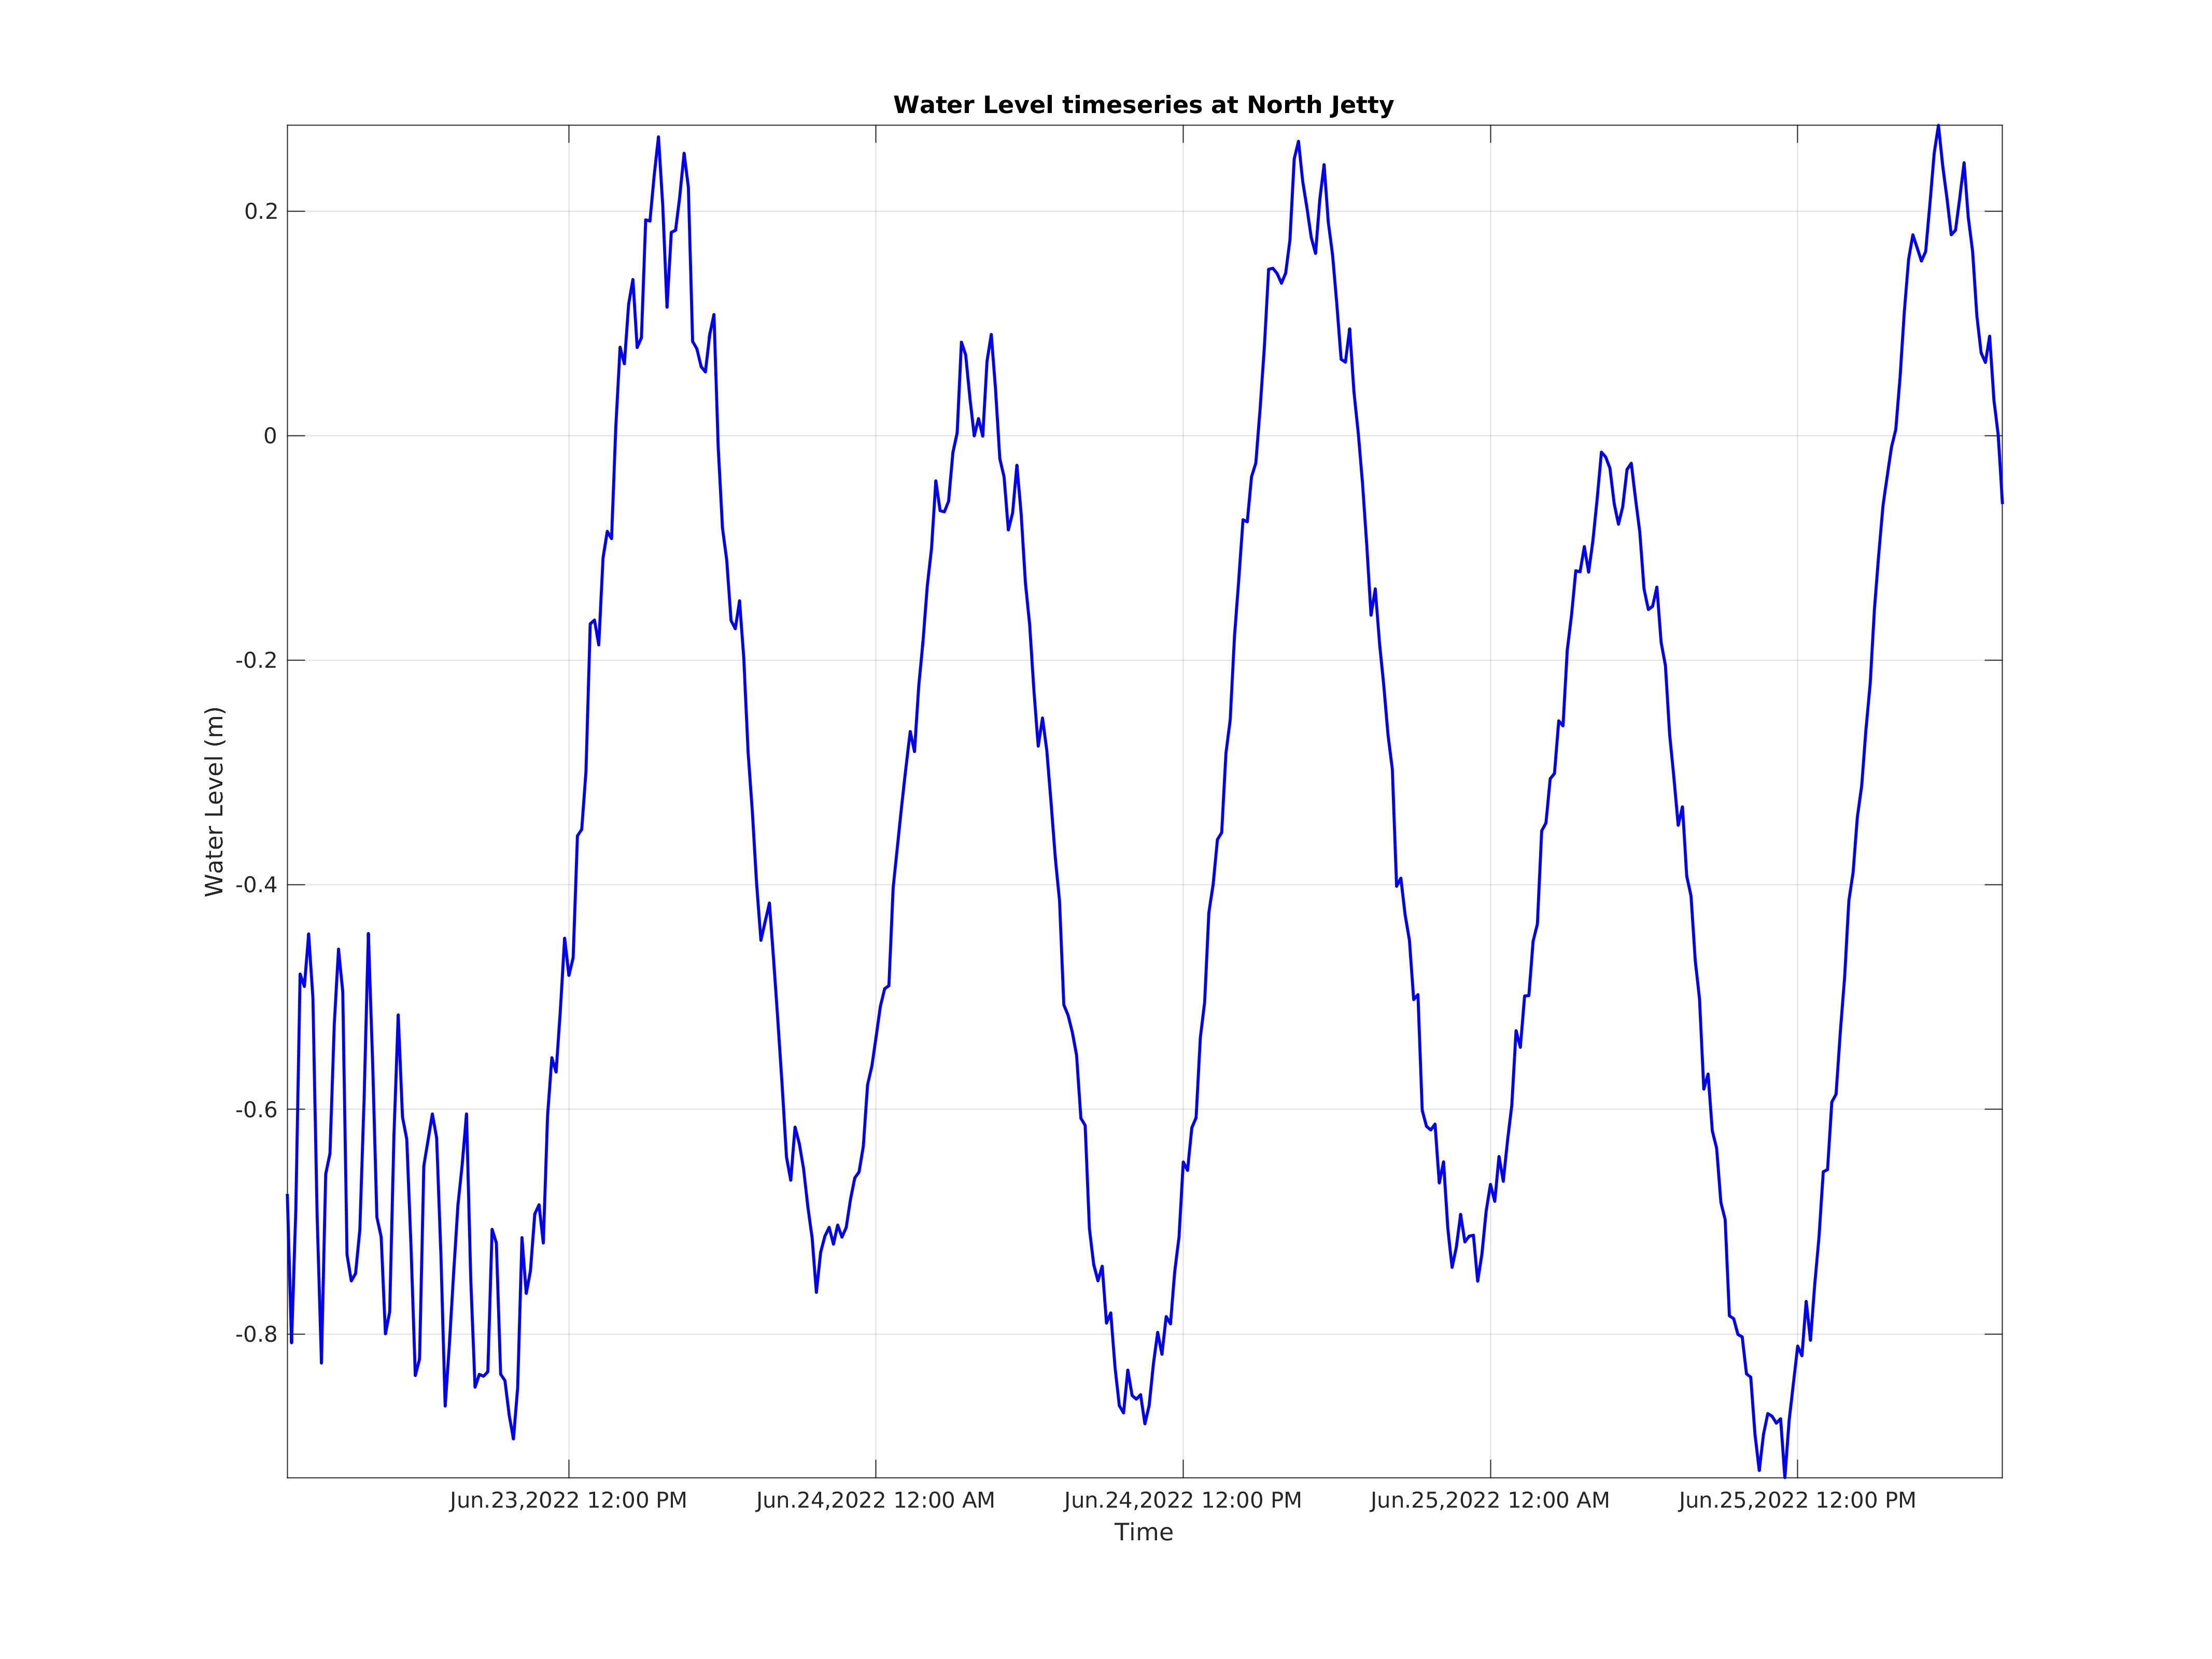 Water Level timeseries at North Jetty
0.2
0
-0.2
-0.4
-0.6
-0.8
Water Level (m)
Jun.23,2022 12:00 PM
Jun.24,2022 12:00 AM
Jun.24,2022 12:00 PM
Jun.25,2022 12:00 AM
Jun.25,2022 12:00 PM
Time